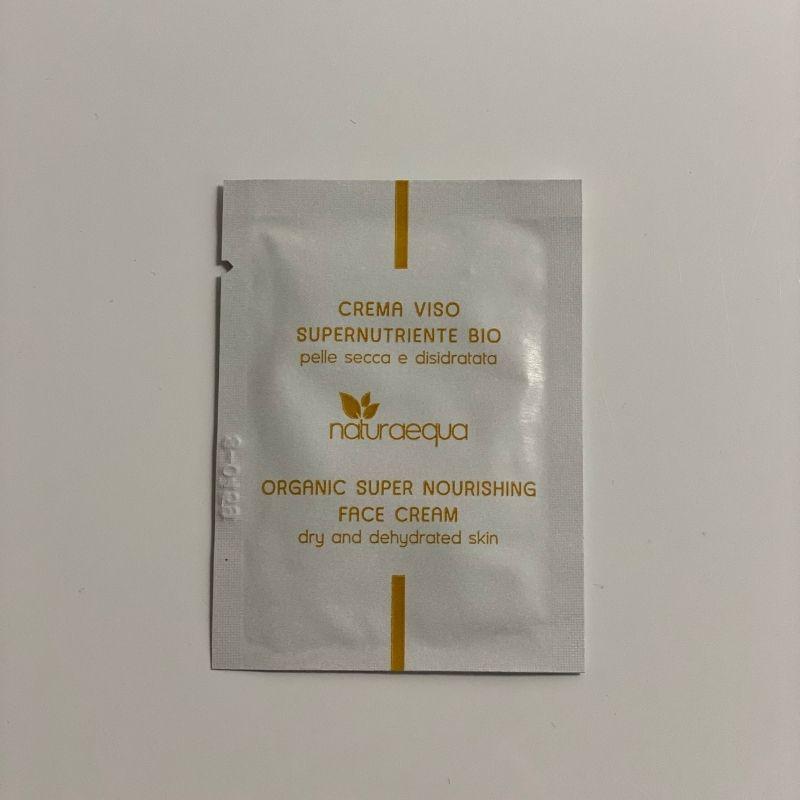 CREMA VISO
SUPERNUTRIENTE BIO
pelle secca e disidratata
naturaequa
ORGANIC SUPER NOURISHING
FACE CREAM
dry and dehydrated skin